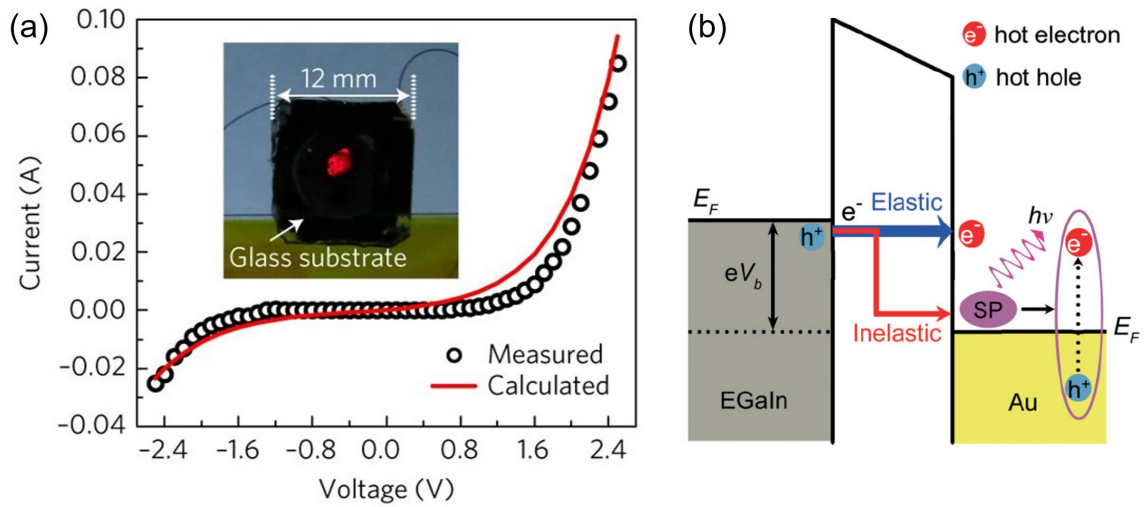 (a)
0.10
0.08
0.06
0.04
0.02
0.00
−0.02
−0.04
Current (A)
12 mm
Glass substrate
Measured
Calculated
−2.4 −1.6 −0.8 0.0 0.8 1.6 2.4
Voltage (V)
(b)
e⁻ hot electron
h⁺ hot hole
E_F
e⁻ Elastic
h⁺
e⁻
hν
e⁻
eV_b
SP
Inelastic
E_F
h⁺
EGaIn
Au